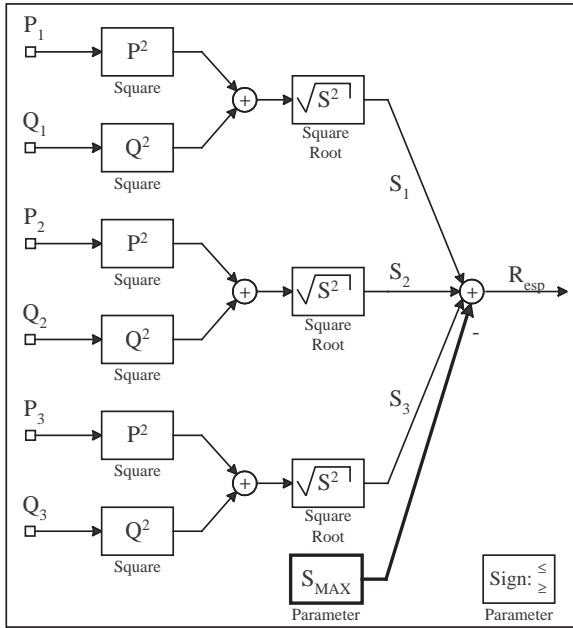 P1
P²
Square
Q1
Q²
Square
+
√S²
Square
Root
S1
P2
P²
Square
Q2
Q²
Square
+
√S²
Square
Root
S2
+
-
Resp
P3
P²
Square
Q3
Q²
Square
+
√S²
Square
Root
S3
SMAX
Parameter
Sign: ≤ ≥
Parameter